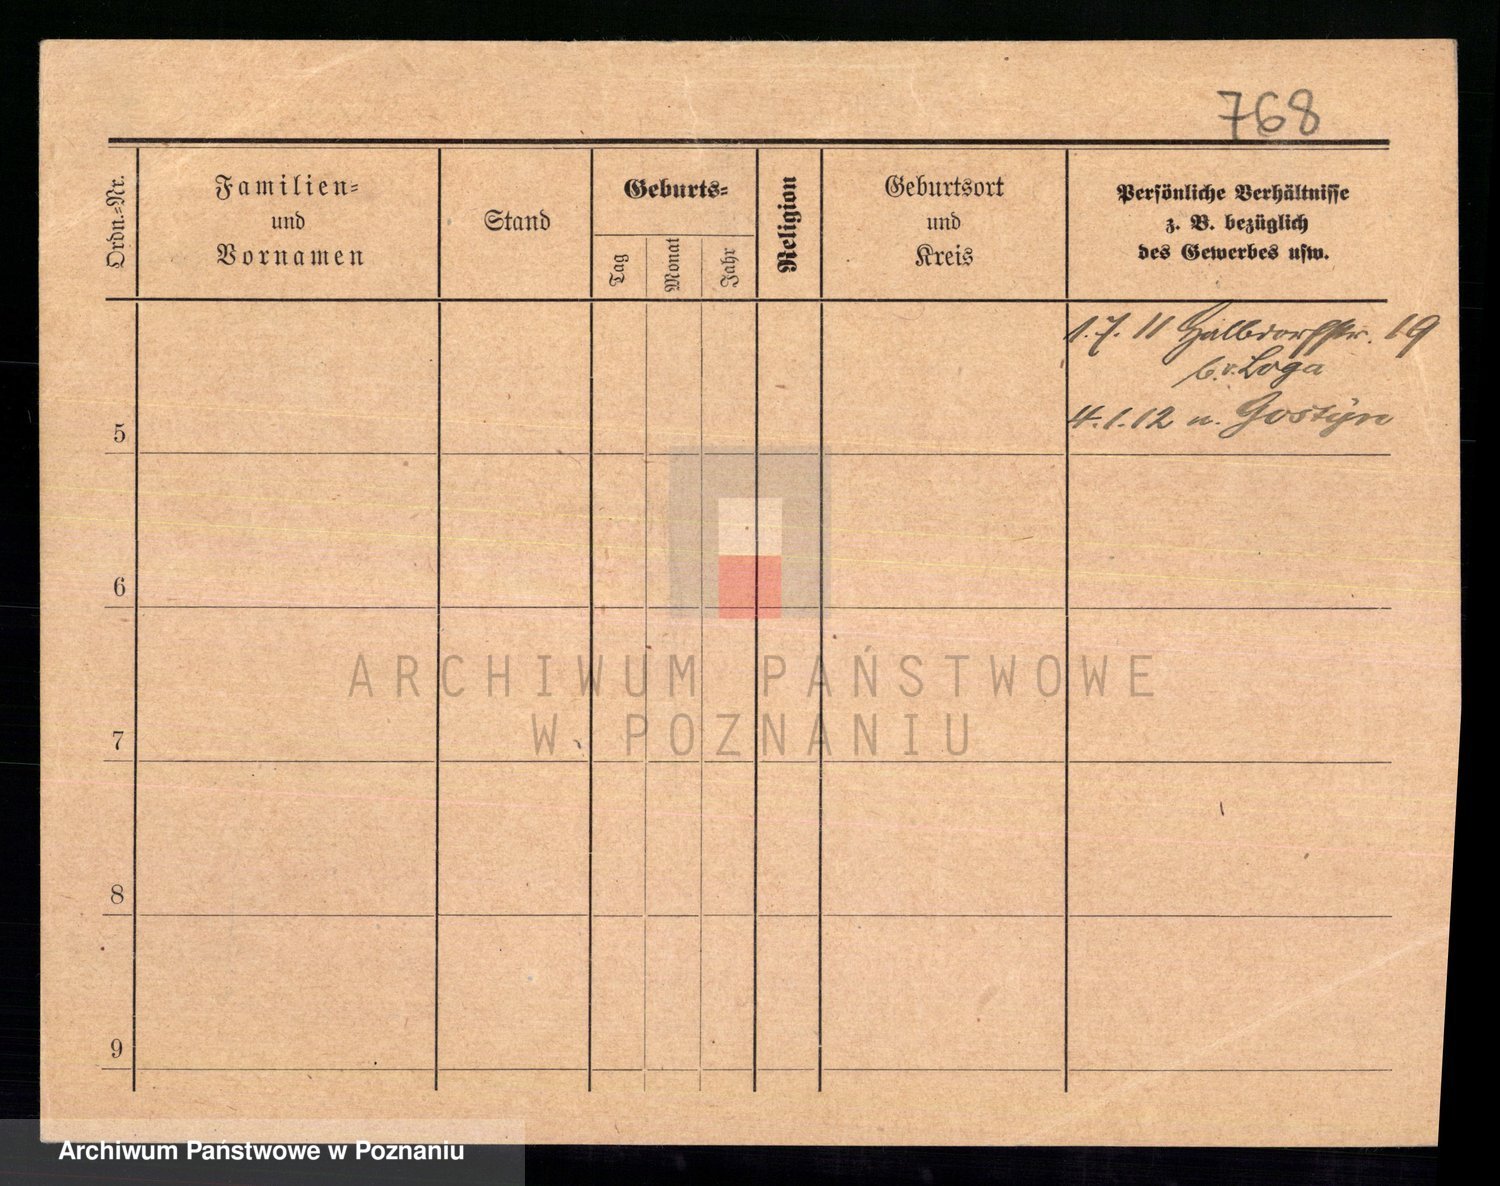 768
Ordn.-Nr.
Familien-
und
Vornamen
Stand
Geburts-
Tag
Monat
Jahr
Religion
Geburtsort
und
Kreis
Persönliche Verhältnisse
z. B. bezüglich
des Gewerbes usw.
1.7.11 Halbdorfstr. 19
b. v. Loga
4.1.12 n. Gostyn
5
6
7
8
9
ARCHIWUM PAŃSTWOWE
W POZNANIU
Archiwum Państwowe w Poznaniu